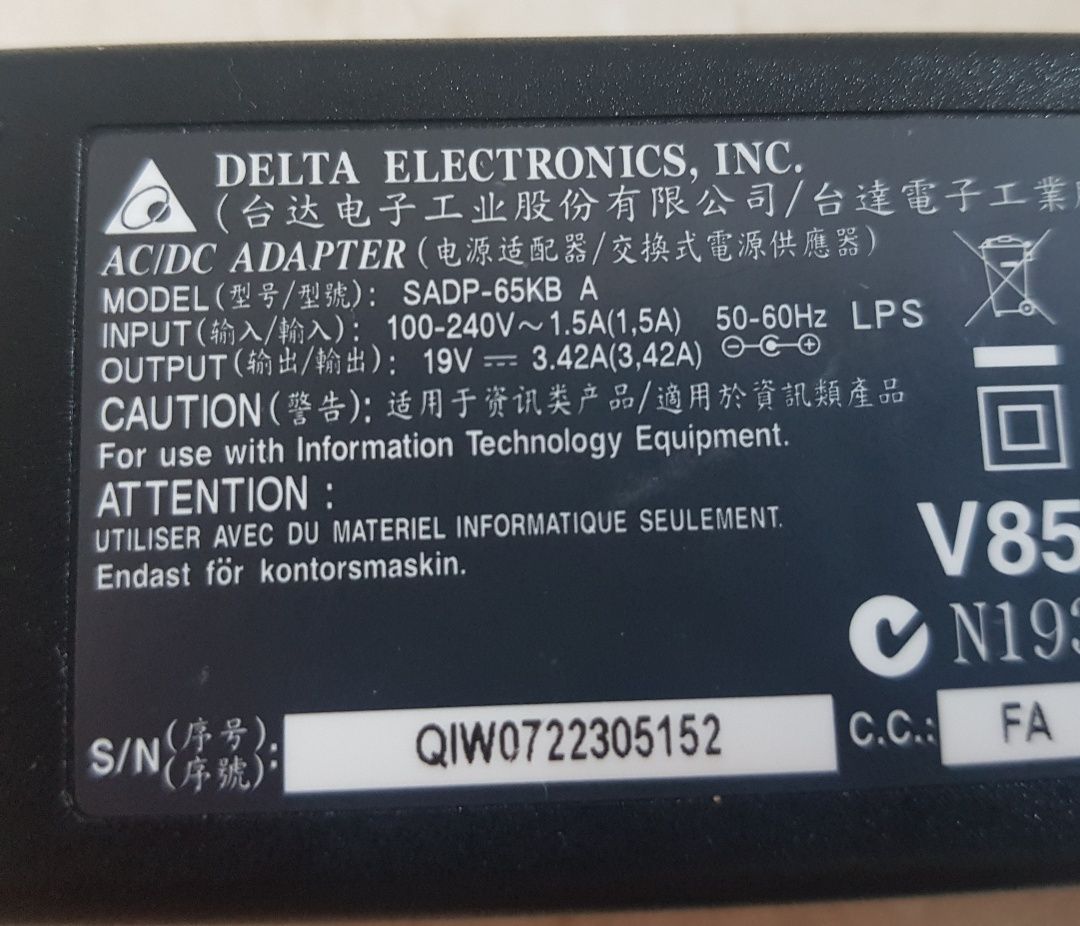 DELTA ELECTRONICS, INC.
(台达电子工业股份有限公司/台達電子工業
AC/DC ADAPTER (电源适配器/交換式電源供應器)
MODEL(型号/型號): SADP-65KB A
INPUT(输入/輸入): 100-240V~1.5A(1,5A) 50-60Hz LPS
OUTPUT(输出/輸出): 19V ⎓ 3.42A(3,42A)
CAUTION(警告): 适用于资讯类产品/適用於資訊類產品
For use with Information Technology Equipment.
ATTENTION :
UTILISER AVEC DU MATERIEL INFORMATIQUE SEULEMENT.
Endast för kontorsmaskin.
V85
N193
S/N(序号/序號): QIW0722305152 C.C.: FA